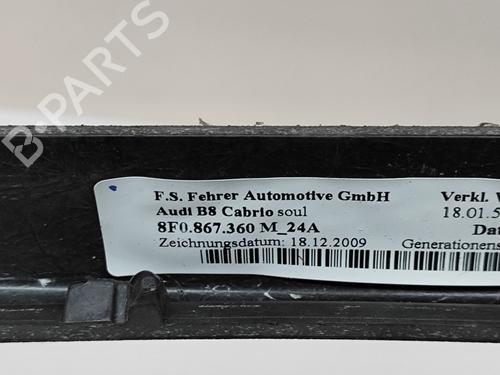 F.S. Fehrer Automotive GmbH
Audi B8 Cabrio soul
8F0.867.360 M_24A
Zeichnungsdatum: 18.12.2009
Verkl.
18.01.5
Dat
Generationens
B-PARTS